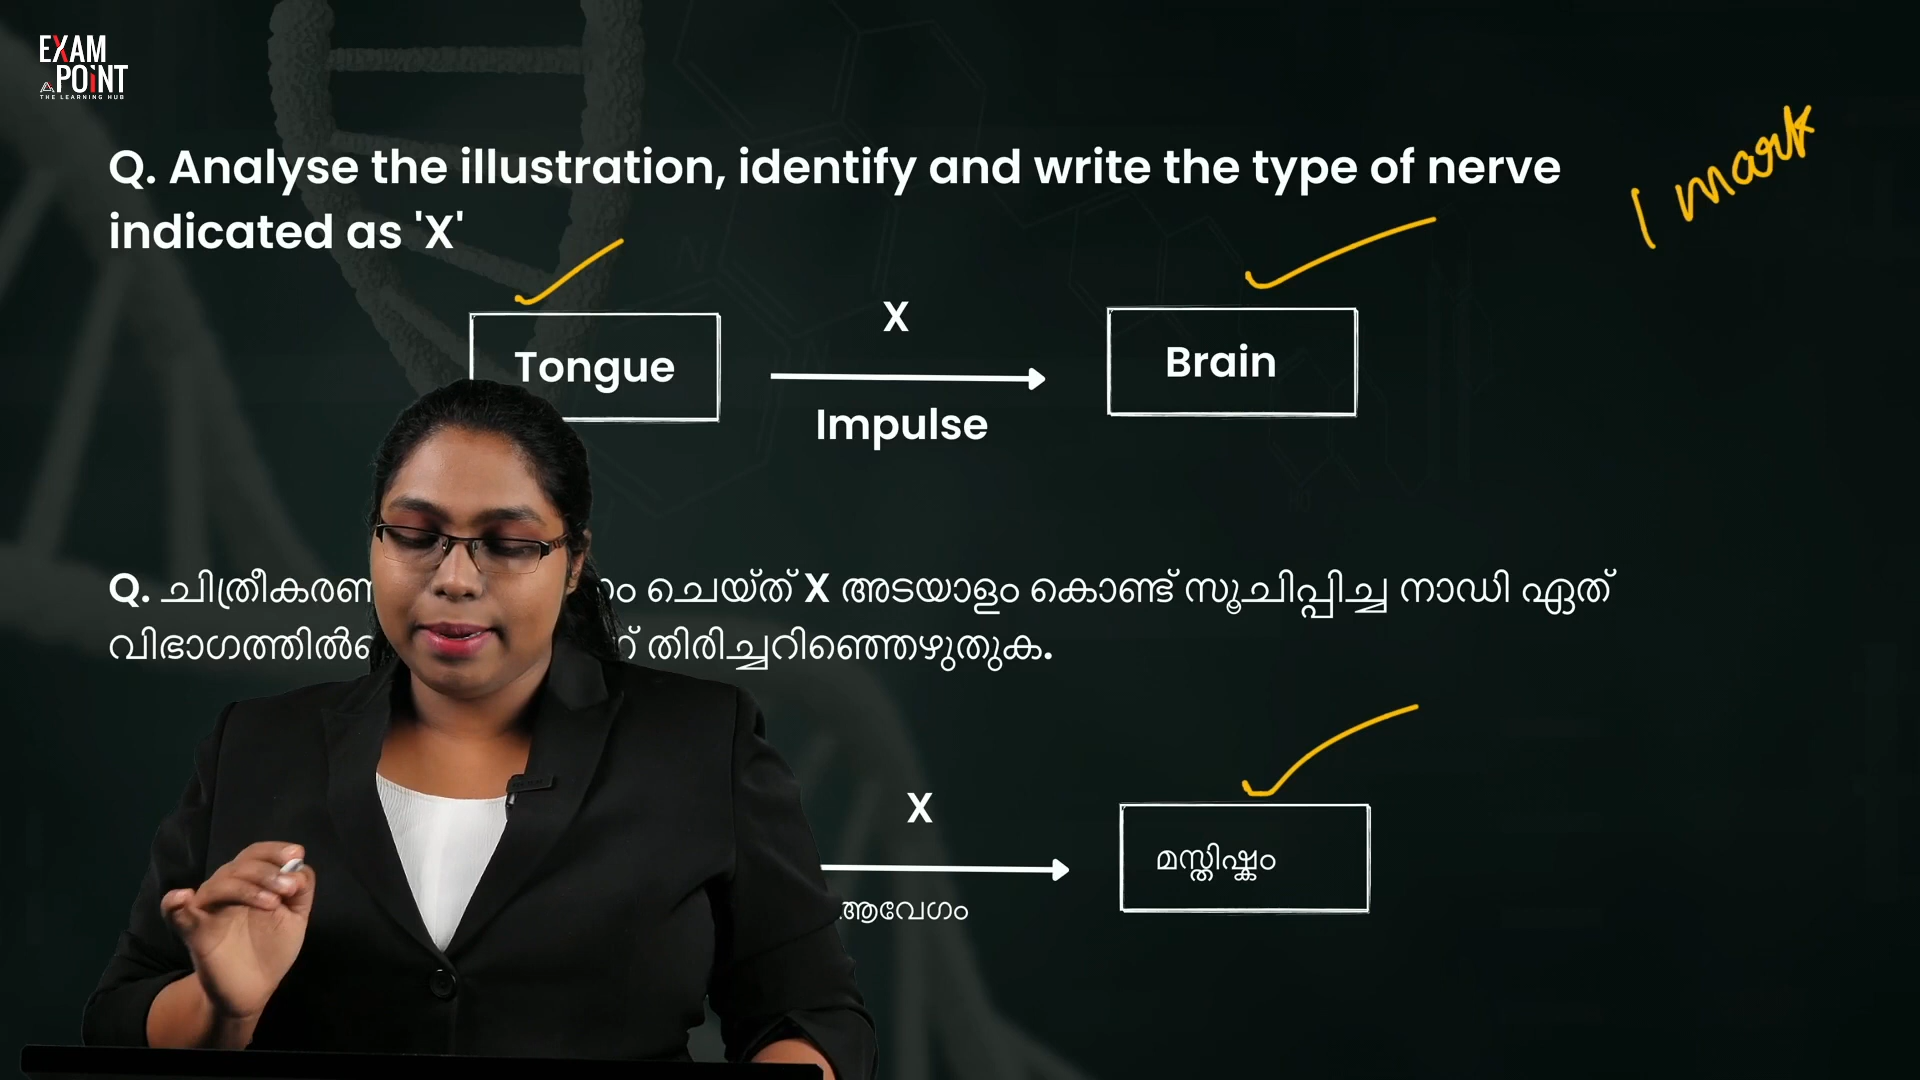 EXAM
POINT
THE LEARNING HUB
1 mark
Q. Analyse the illustration, identify and write the type of nerve
indicated as 'X'
X
Tongue
Brain
Impulse
Q. ചിത്രീകരണ ചെയ്ത് X അടയാളം കൊണ്ട് സൂചിപ്പിച്ച നാഡി ഏത്
തിരിച്ചറിഞ്ഞെഴുതുക.
X
മസ്തിഷ്കം
ആവേഗം